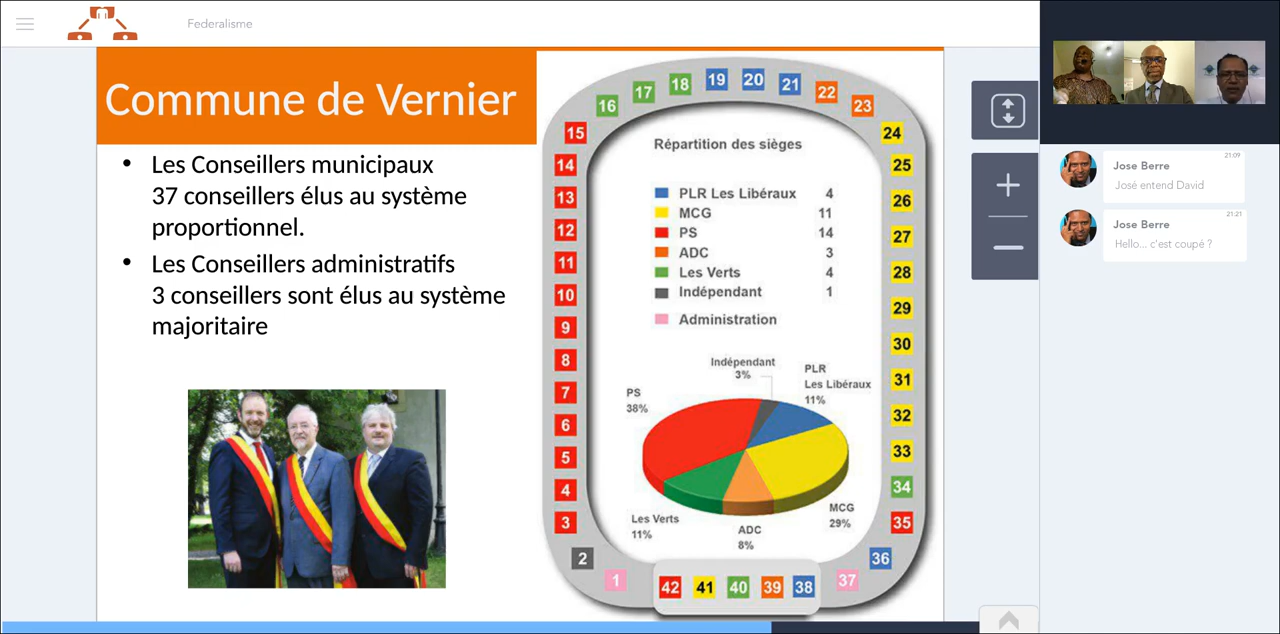 Federalisme
Commune de Vernier
• Les Conseillers municipaux
37 conseillers élus au système
proportionnel.
• Les Conseillers administratifs
3 conseillers sont élus au système
majoritaire
16 17 18 19 20 21 22 23
15 24
14 25
13 26
12 27
11 28
10 29
9 30
8 31
7 32
6 33
5 34
4 35
3 36
2 37
1
42 41 40 39 38
Répartition des sièges
PLR Les Libéraux 4
MCG 11
PS 14
ADC 3
Les Verts 4
Indépendant 1
Administration
Indépendant
3%
PLR
Les Libéraux
11%
PS
38%
MCG
29%
Les Verts
11%
ADC
8%
21:09
Jose Berre
José entend David
21:21
Jose Berre
Hello... c'est coupé ?